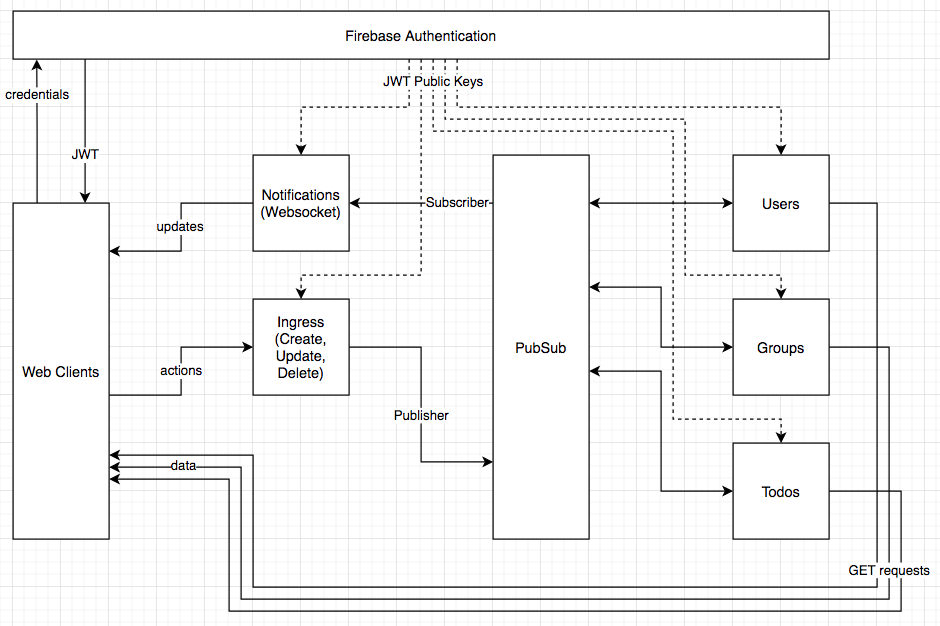 Firebase Authentication
JWT Public Keys
credentials
JWT
Notifications
(Websocket)
Subscriber
Users
updates
Ingress
(Create,
Update,
Delete)
PubSub
Groups
Web Clients
actions
Publisher
data
Todos
GET requests